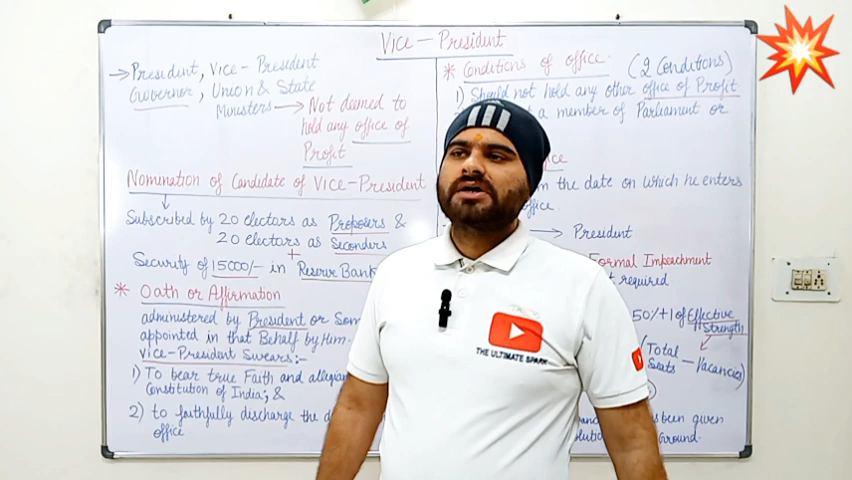 Vice - President
→ President, Vice - President
Governor, Union & State
Ministers → Not deemed to
hold any office of
Profit
Nomination of Candidate of Vice-President
Subscribed by 20 electors as Proposers &
20 electors as Seconders
+
Security of 15000/- in Reserve Bank
* Oath or Affirmation
administered by President or Som
appointed in that Behalf by Him-
Vice-President Swears:-
1) To bear true Faith and allegian
Constitution of India; &
2) to faithfully discharge the d
office
* Conditions of office (2 Conditions)
1) Should not hold any other office of Profit
a member of Parliament or
the date on which he enters
office
→ President
Formal Impeachment
required
50%+1 of Effective
Strength
(Total Seats - Vacancies)
been given
Ground.
THE ULTIMATE SPARK